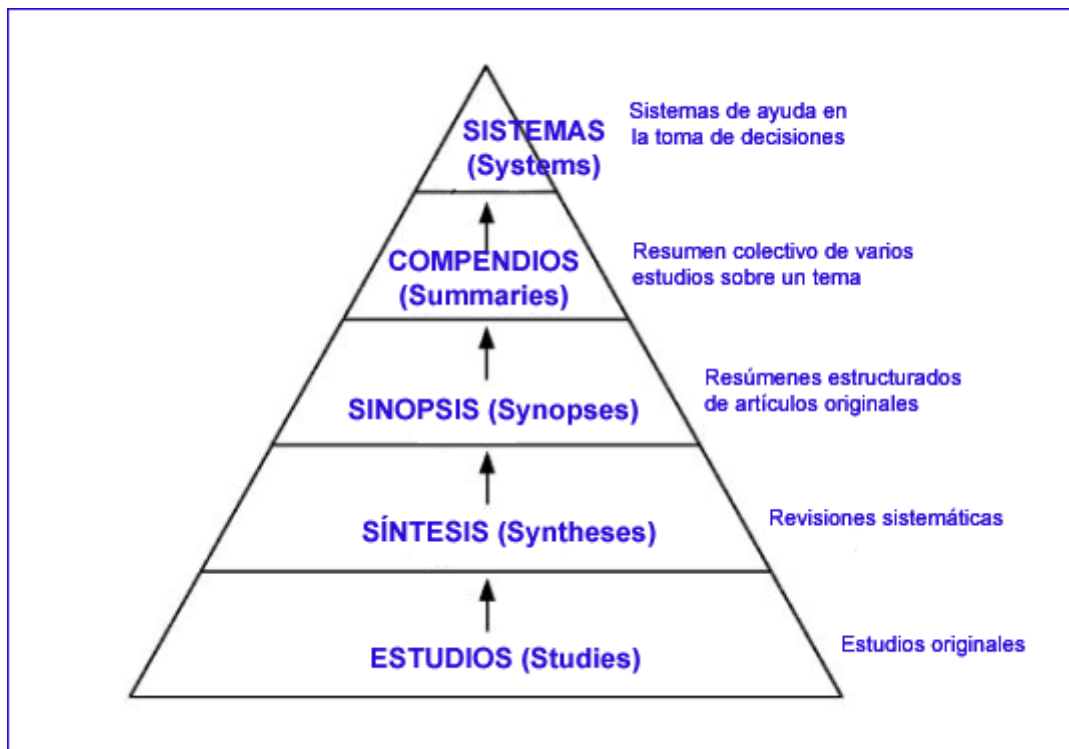 SISTEMAS
(Systems)
Sistemas de ayuda en
la toma de decisiones
COMPENDIOS
(Summaries)
Resumen colectivo de varios
estudios sobre un tema
SINOPSIS (Synopses)
Resúmenes estructurados
de artículos originales
SÍNTESIS (Syntheses)
Revisiones sistemáticas
ESTUDIOS (Studies)
Estudios originales